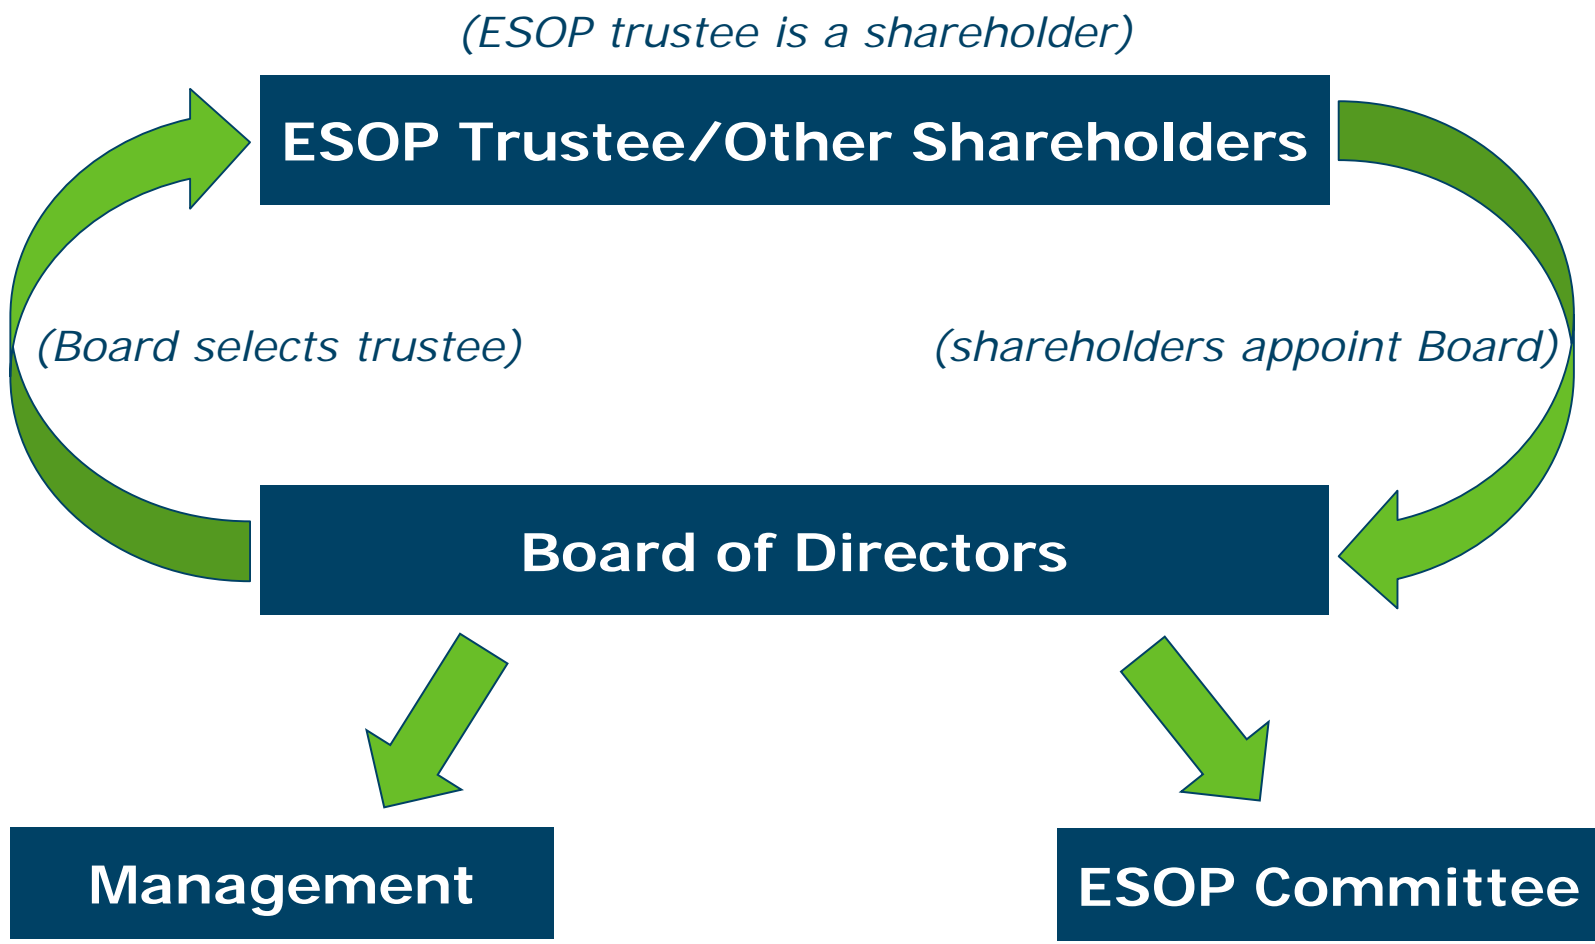 (ESOP trustee is a shareholder)
ESOP Trustee/Other Shareholders
(Board selects trustee)
(shareholders appoint Board)
Board of Directors
Management
ESOP Committee